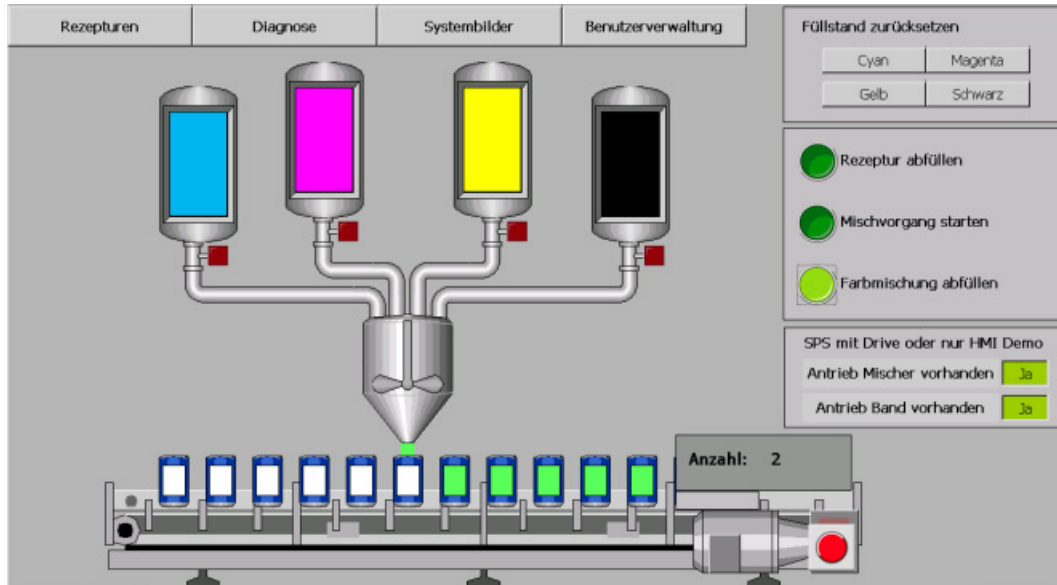 Rezepturen Diagnose Systembilder Benutzerverwaltung
Füllstand zurücksetzen
Cyan Magenta
Gelb Schwarz
Rezeptur abfüllen
Mischvorgang starten
Farbmischung abfüllen
SPS mit Drive oder nur HMI Demo
Antrieb Mischer vorhanden Ja
Antrieb Band vorhanden Ja
Anzahl: 2